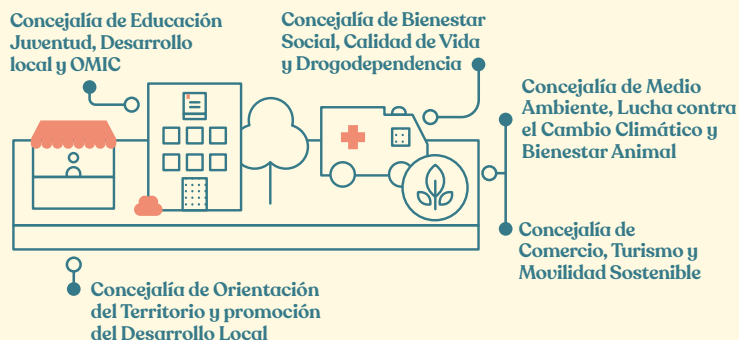 Concejalía de Educación
Juventud, Desarrollo
local y OMIC
Concejalía de Bienestar
Social, Calidad de Vida
y Drogodependencia
Concejalía de Medio
Ambiente, Lucha contra
el Cambio Climático y
Bienestar Animal
Concejalía de
Comercio, Turismo y
Movilidad Sostenible
Concejalía de Orientación
del Territorio y promoción
del Desarrollo Local